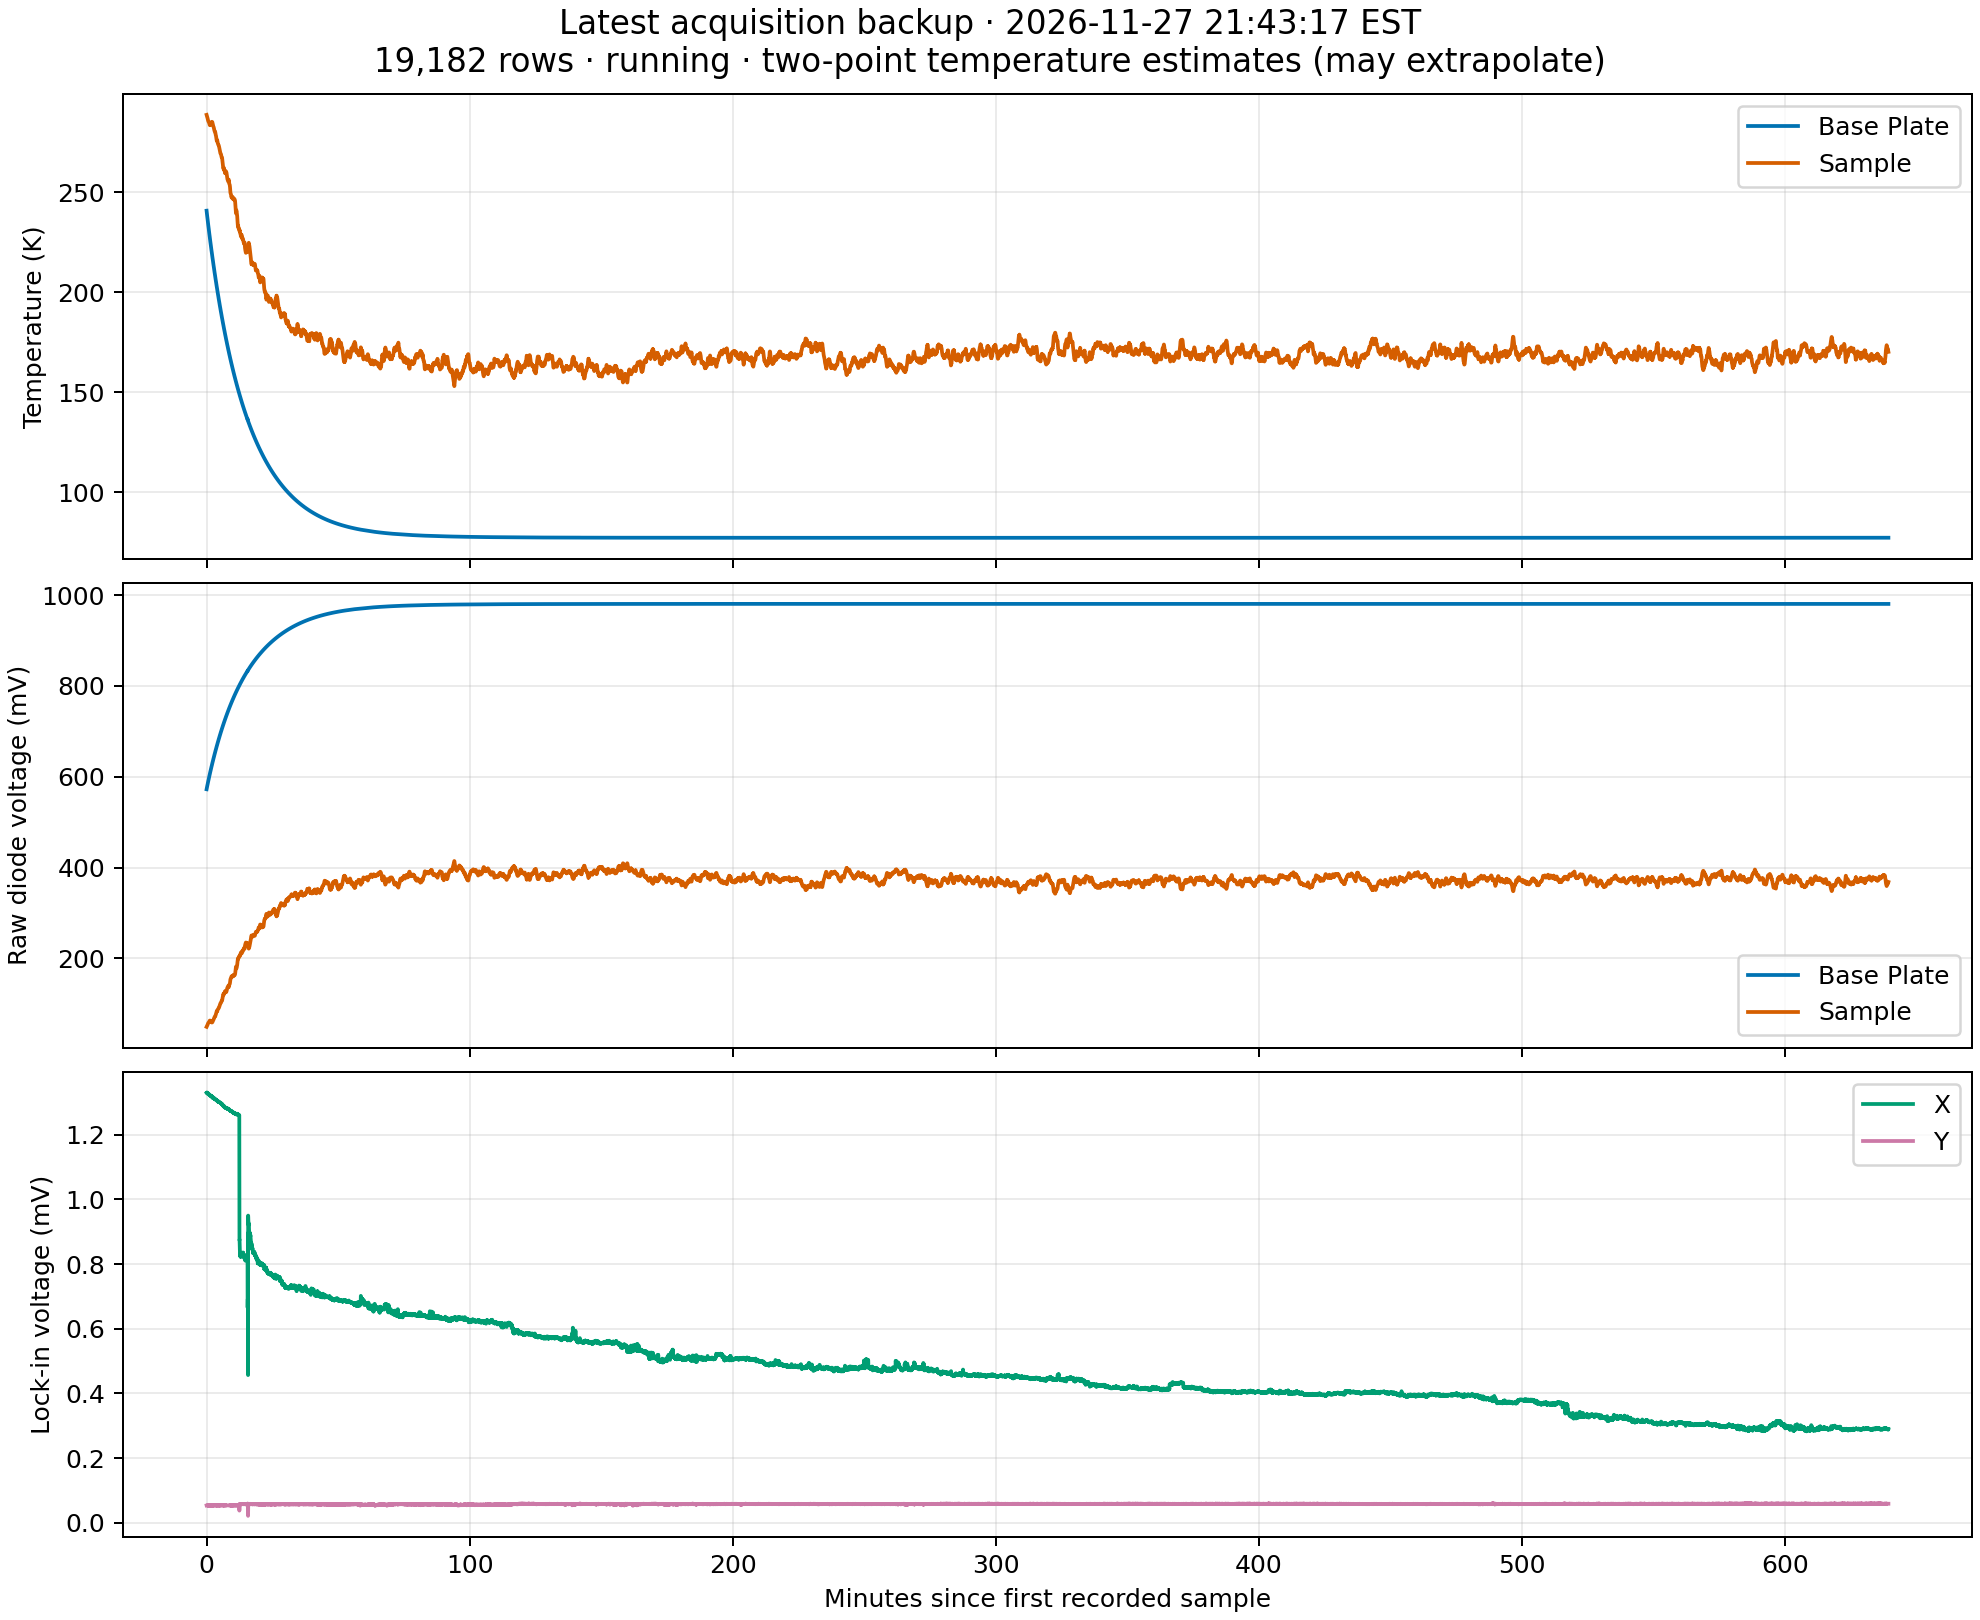 Latest acquisition backup · 2026-11-27 21:43:17 EST
19,182 rows · running · two-point temperature estimates (may extrapolate)
Temperature (K)
250
200
150
100
Base Plate
Sample
Raw diode voltage (mV)
1000
800
600
400
200
Base Plate
Sample
Lock-in voltage (mV)
1.2
1.0
0.8
0.6
0.4
0.2
0.0
X
Y
0 100 200 300 400 500 600
Minutes since first recorded sample